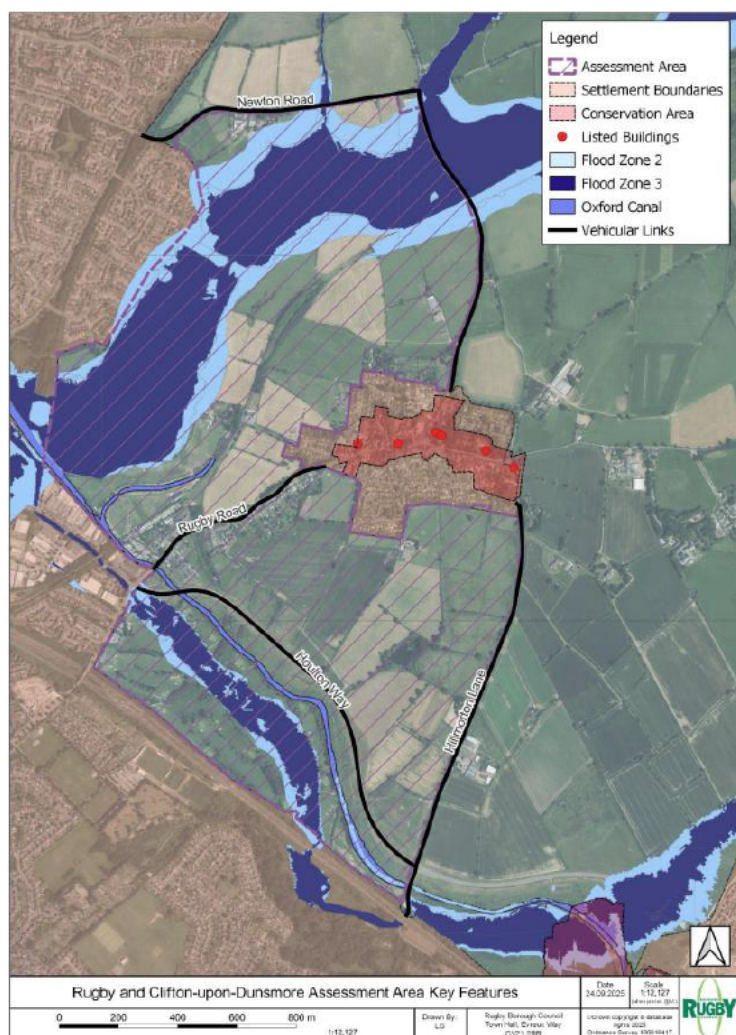 Legend
Assessment Area
Settlement Boundaries
Conservation Area
Listed Buildings
Flood Zone 2
Flood Zone 3
Oxford Canal
Vehicular Links
Newton Road
Rugby Road
Houlton Way
Hillmorton Lane
Rugby and Clifton-upon-Dunsmore Assessment Area Key Features
Date
24.09.2025
Scale
1:12,127
0 200 400 600 800 m
1:12,127
Drawn By:
LG
Rugby Borough Council
Town Hall, Evreux Way
RUGBY